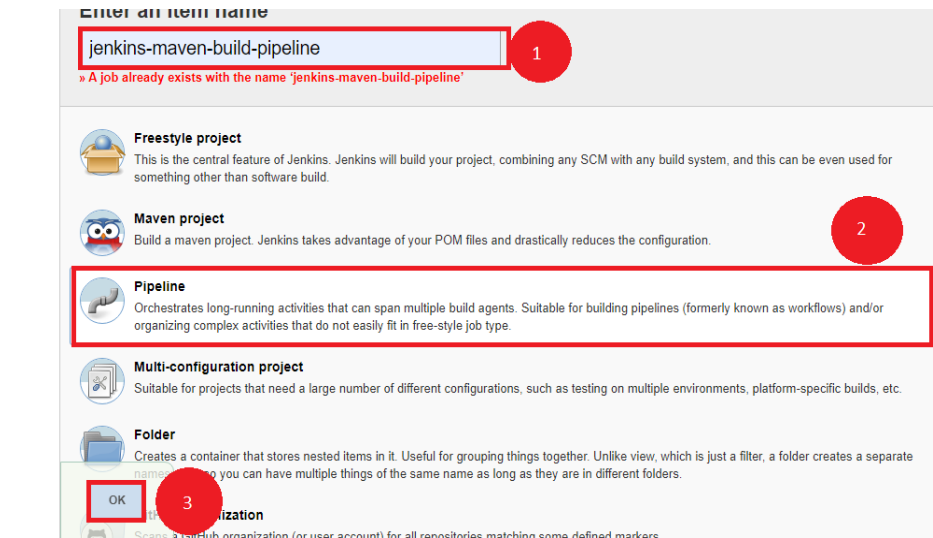 Enter an item name
jenkins-maven-build-pipeline
1
» A job already exists with the name ‘jenkins-maven-build-pipeline’
Freestyle project
This is the central feature of Jenkins. Jenkins will build your project, combining any SCM with any build system, and this can be even used for
something other than software build.
Maven project
2
Build a maven project. Jenkins takes advantage of your POM files and drastically reduces the configuration.
Pipeline
Orchestrates long-running activities that can span multiple build agents. Suitable for building pipelines (formerly known as workflows) and/or
organizing complex activities that do not easily fit in free-style job type.
Multi-configuration project
Suitable for projects that need a large number of different configurations, such as testing on multiple environments, platform-specific builds, etc.
Folder
Creates a container that stores nested items in it. Useful for grouping things together. Unlike view, which is just a filter, a folder creates a separate
you can have multiple things of the same name as long as they are in different folders.
OK
3
Scans a GitHub organization (or user account) for all repositories matching some defined markers.